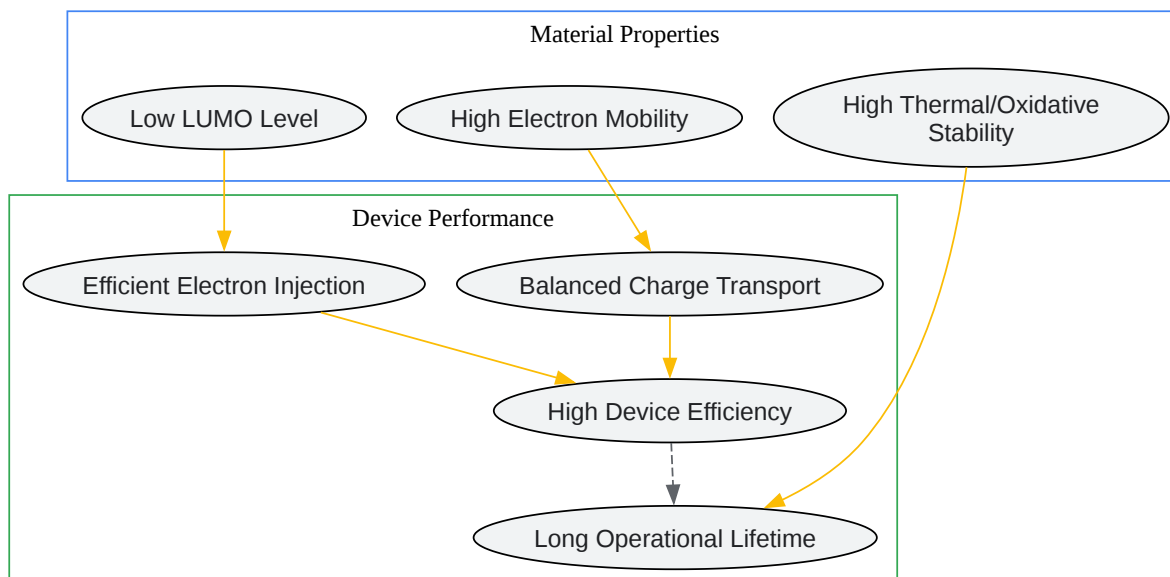 Material Properties
Low LUMO Level
High Electron Mobility
High Thermal/Oxidative
Stability
Device Performance
Efficient Electron Injection
Balanced Charge Transport
High Device Efficiency
Long Operational Lifetime